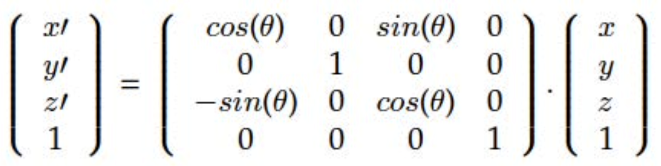 x′ cos(θ) 0 sin(θ) 0 x
y′ 0 1 0 0 y
= ·
z′ −sin(θ) 0 cos(θ) 0 z
1 0 0 0 1 1